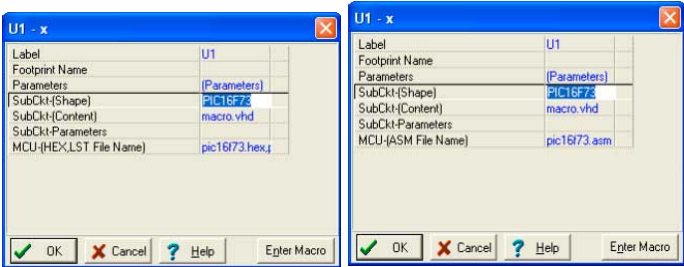 U1 - x
Label U1
Footprint Name
Parameters (Parameters)
SubCkt-(Shape) PIC16F73
SubCkt-(Content) macro.vhd
SubCkt-Parameters
MCU-(HEX,LST File Name) pic16f73.hex,p
OK Cancel Help Enter Macro
U1 - x
Label U1
Footprint Name
Parameters (Parameters)
SubCkt-(Shape) PIC16F73
SubCkt-(Content) macro.vhd
SubCkt-Parameters
MCU-(ASM File Name) pic16f73.asm
OK Cancel Help Enter Macro